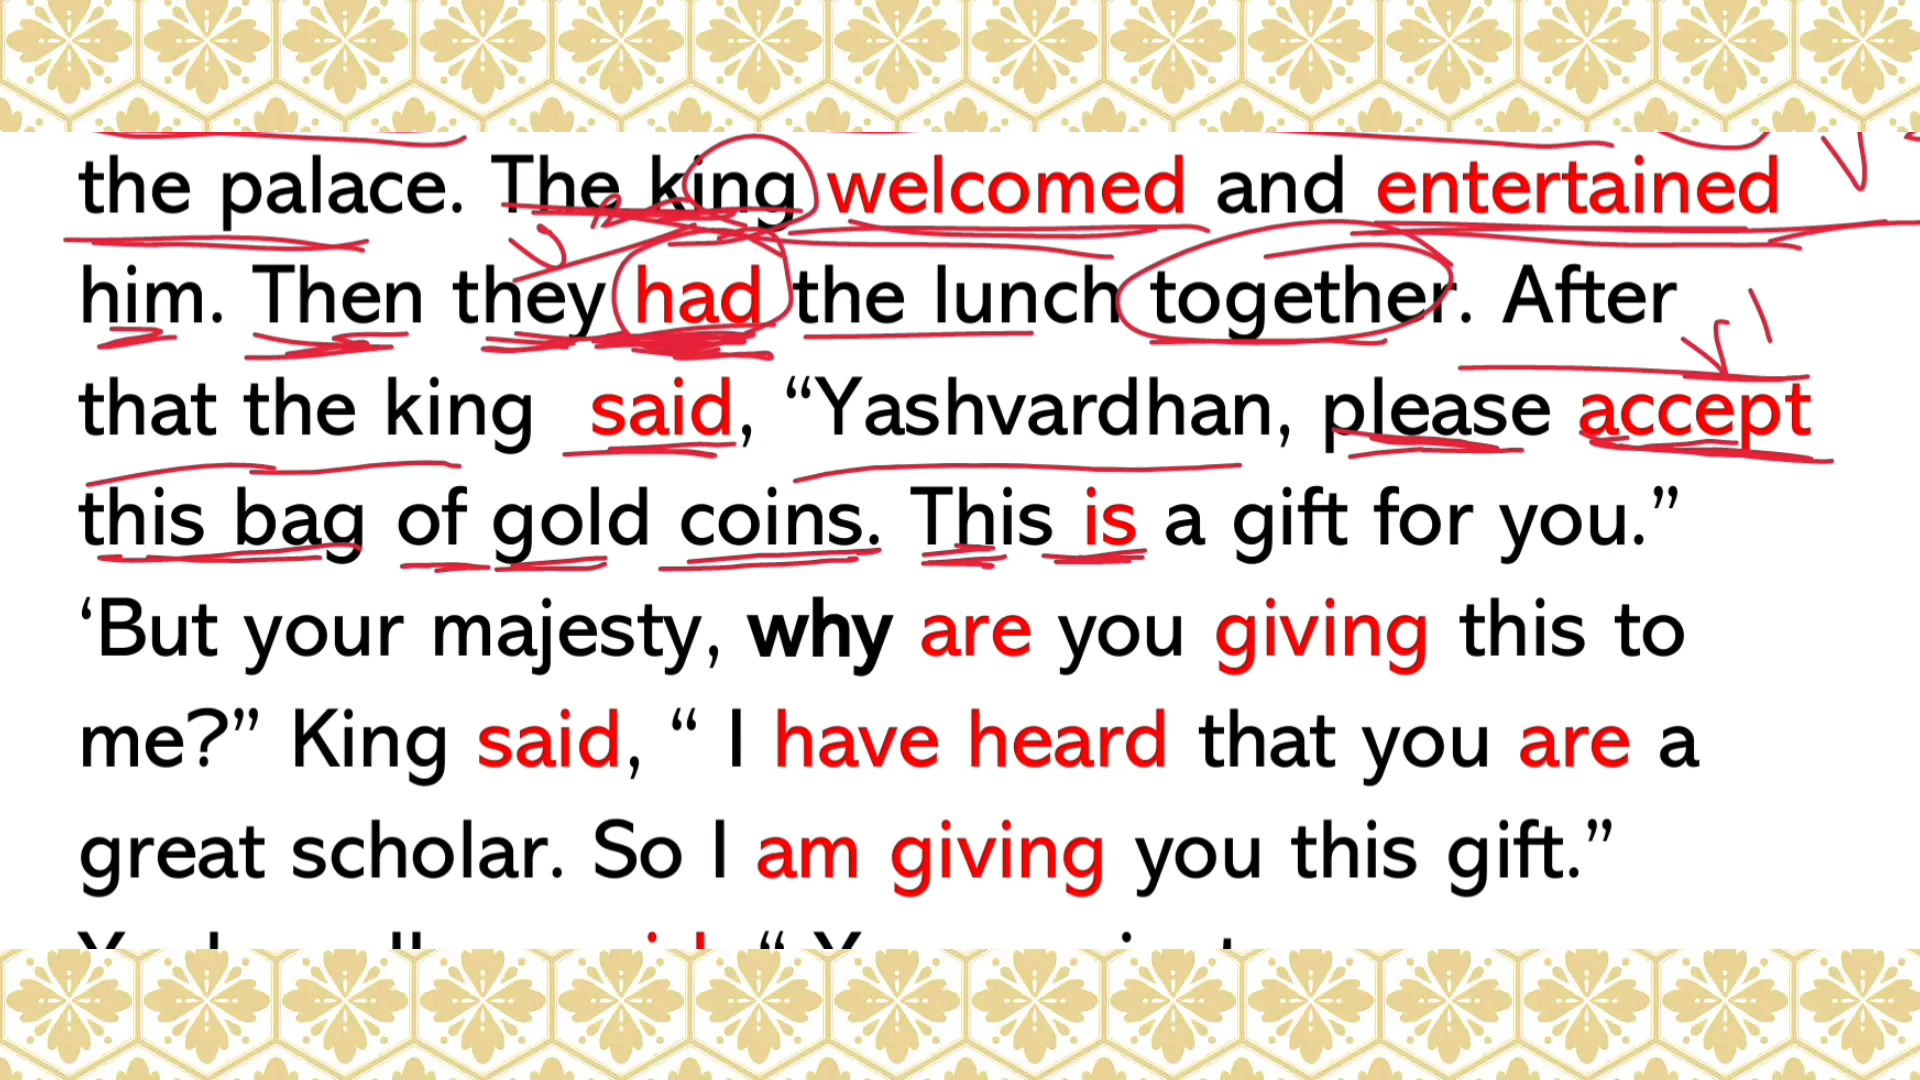 the palace. The king welcomed and entertained
him. Then they had the lunch together. After
that the king said, “Yashvardhan, please accept
this bag of gold coins. This is a gift for you.”
‘But your majesty, why are you giving this to
me?” King said, “ I have heard that you are a
great scholar. So I am giving you this gift.”
V V1